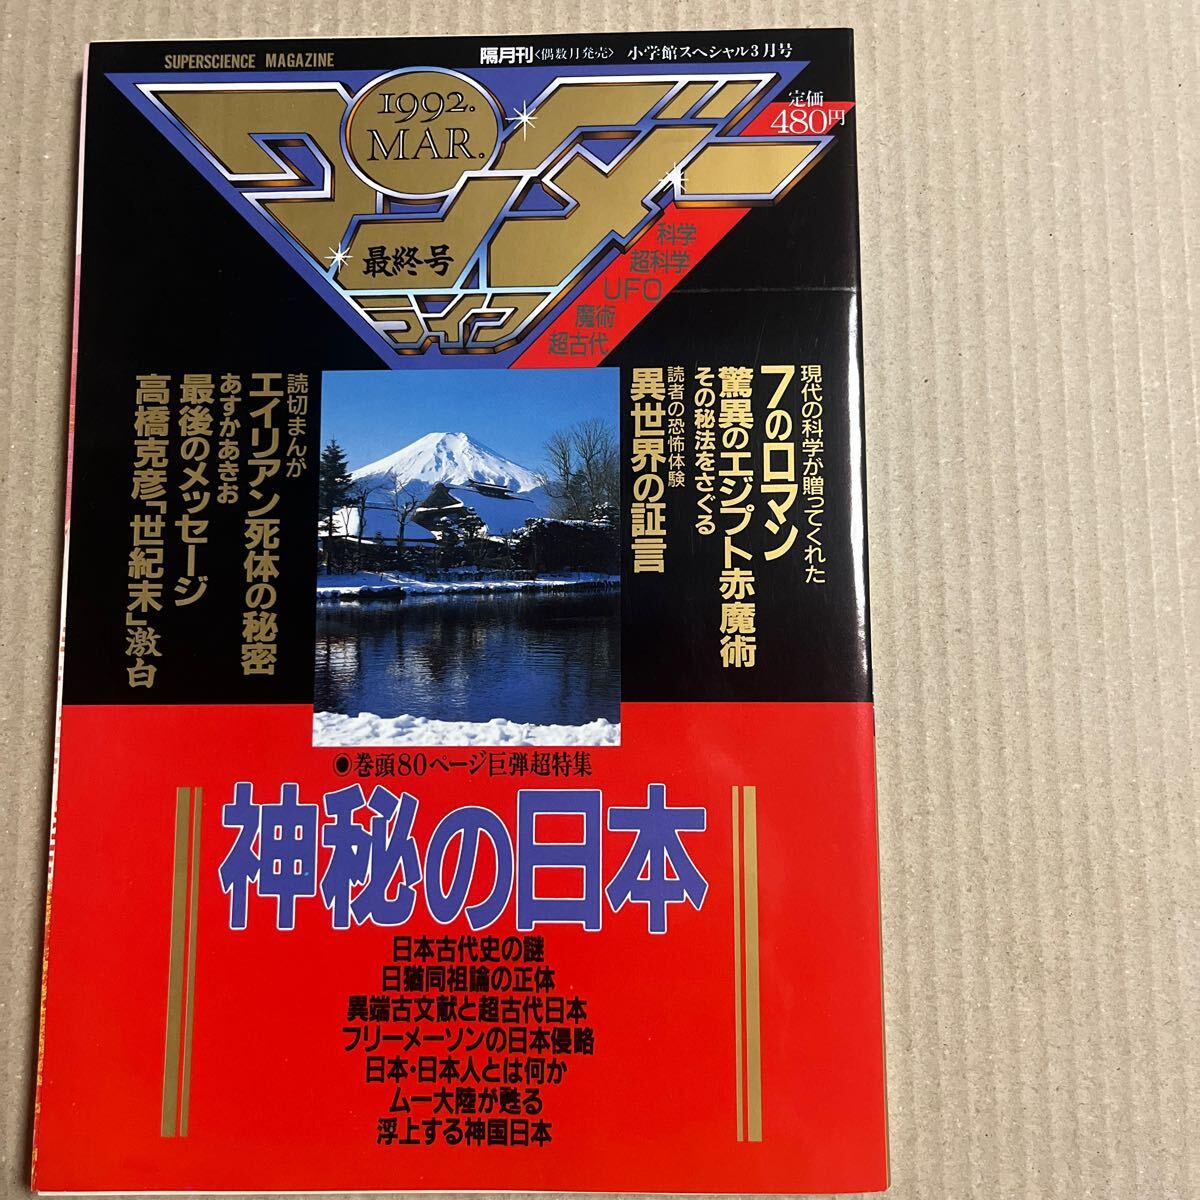 SUPERSCIENCE MAGAZINE
隔月刊〈偶数月発売〉 小学館スペシャル3月号
定価
480円
1992.
MAR.
ワンダー
最終号
ライフ
科学
超科学
UFO
魔術
超古代
現代の科学が贈ってくれた
7のロマン
驚異のエジプト赤魔術
その秘法をさぐる
読者の恐怖体験
異世界の証言
読切まんが
エイリアン死体の秘密
あすかあきお
最後のメッセージ
高橋克彦「世紀末」激白
◉巻頭80ページ巨弾超特集
神秘の日本
日本古代史の謎
日猶同祖論の正体
異端古文献と超古代日本
フリーメーソンの日本侵略
日本・日本人とは何か
ムー大陸が甦る
浮上する神国日本